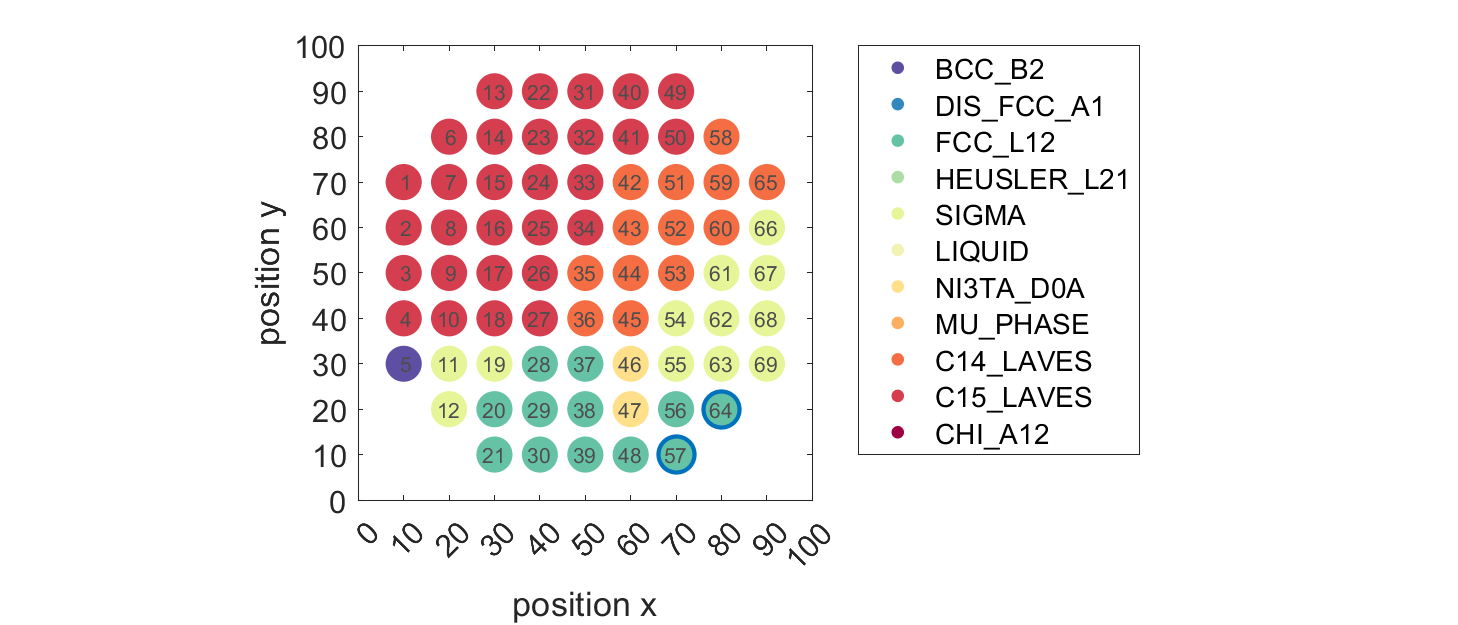 100
90
80
70
60
50
40
30
20
10
0
position y
13 22 31 40 49
6 14 23 32 41 50 58
1 7 15 24 33 42 51 59 65
2 8 16 25 34 43 52 60 66
3 9 17 26 35 44 53 61 67
4 10 18 27 36 45 54 62 68
5 11 19 28 37 46 55 63 69
12 20 29 38 47 56 64
21 30 39 48 57
0 10 20 30 40 50 60 70 80 90 100
position x
BCC_B2
DIS_FCC_A1
FCC_L12
HEUSLER_L21
SIGMA
LIQUID
NI3TA_D0A
MU_PHASE
C14_LAVES
C15_LAVES
CHI_A12